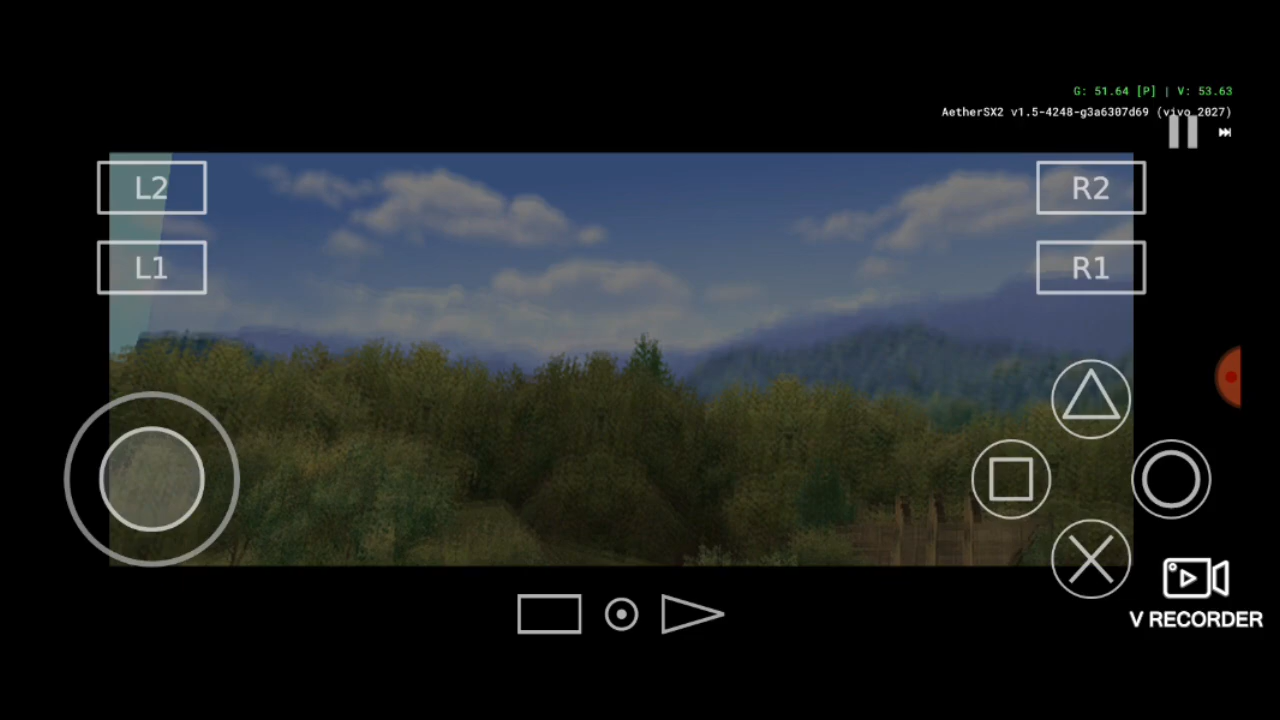 G: 51.64 [P] | V: 53.63
AetherSX2 v1.5-4248-g3a6307d69 (vivo 2027)
L2
R2
L1
R1
V RECORDER